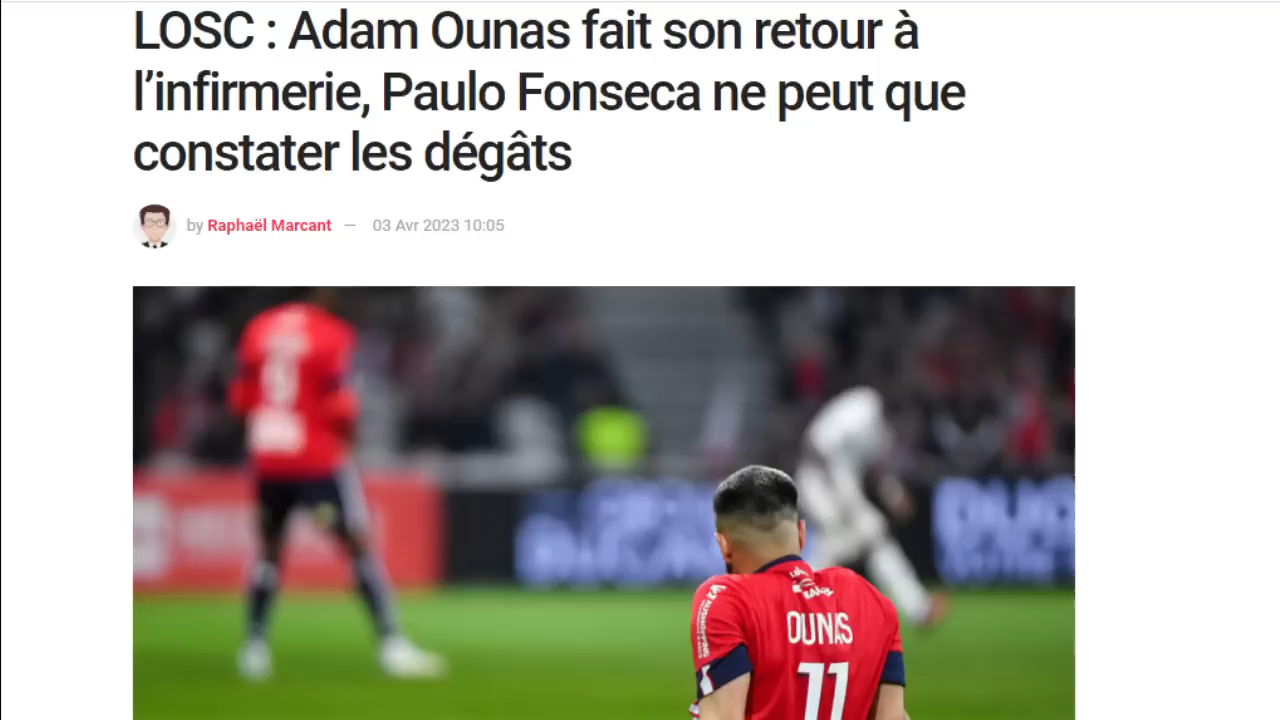 LOSC : Adam Ounas fait son retour à
l’infirmerie, Paulo Fonseca ne peut que
constater les dégâts
by Raphaël Marcant — 03 Avr 2023 10:05
OUNAS
11